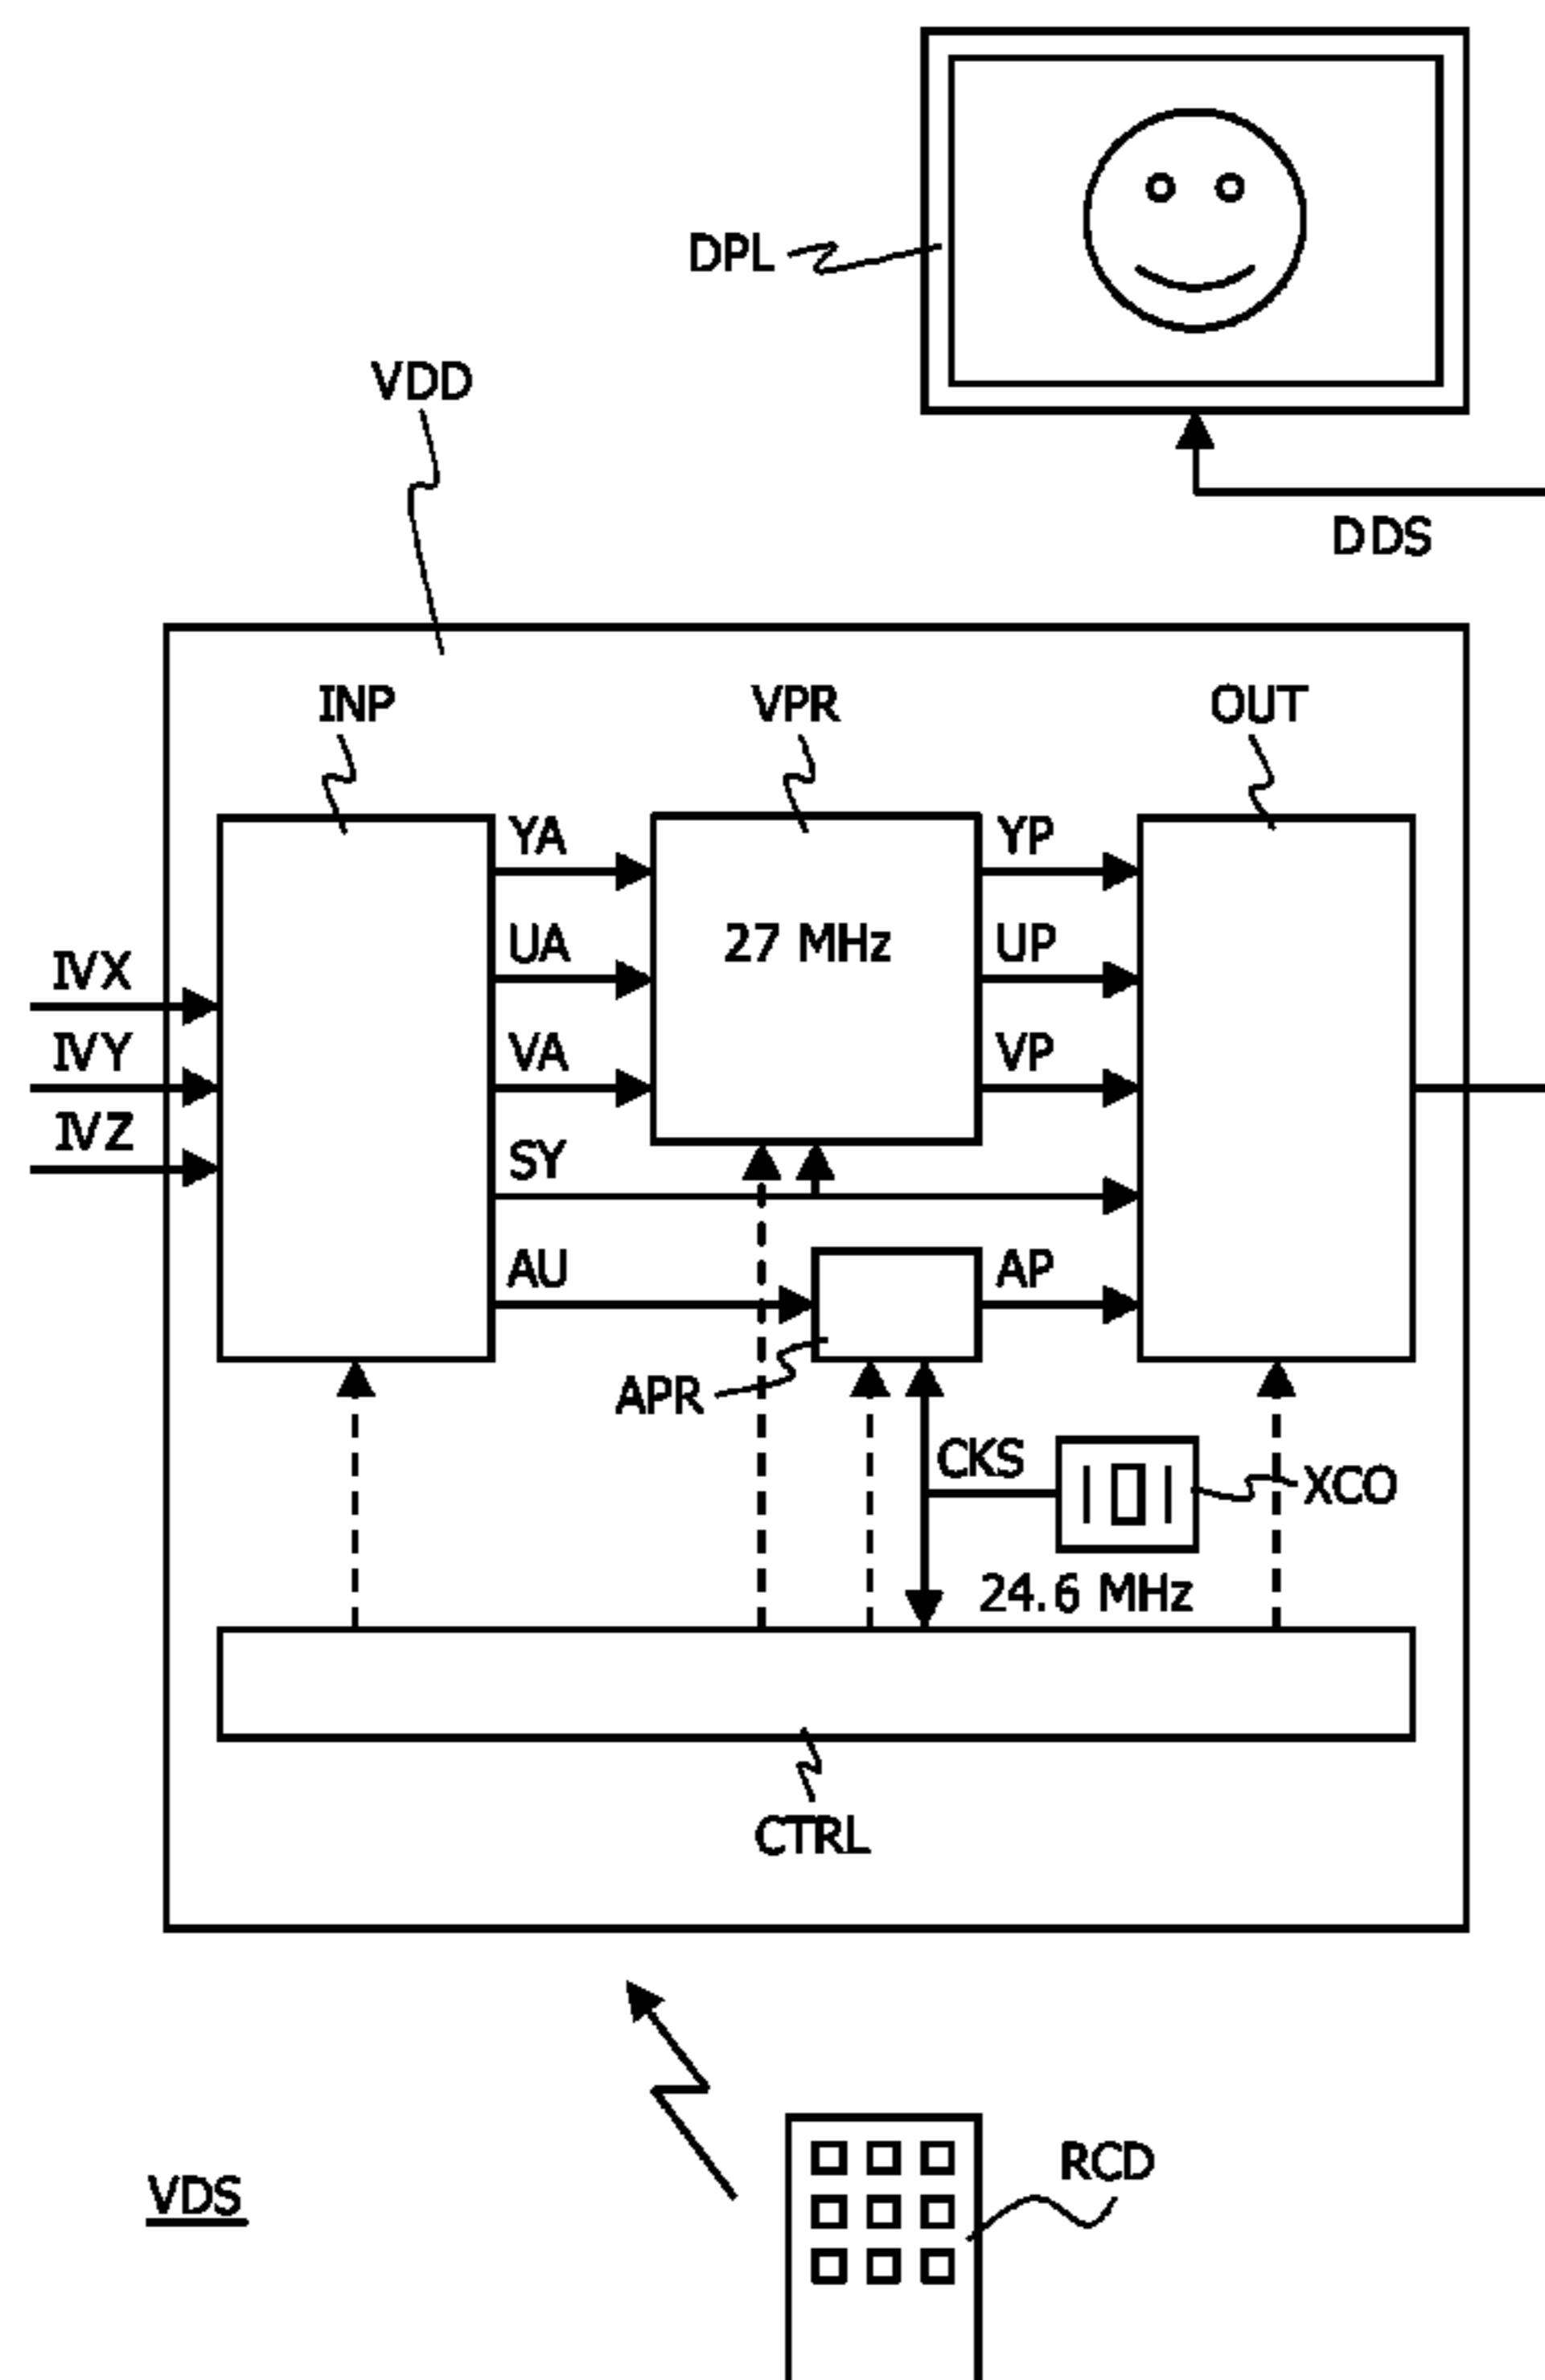 DPL
VDD
DDS
INP
VPR
OUT
YA
YP
27 MHz
UA
UP
IVX
VA
VP
IVY
IVZ
SY
AU
AP
APR
CKS
XCO
24.6 MHz
CTRL
RCD
VDS